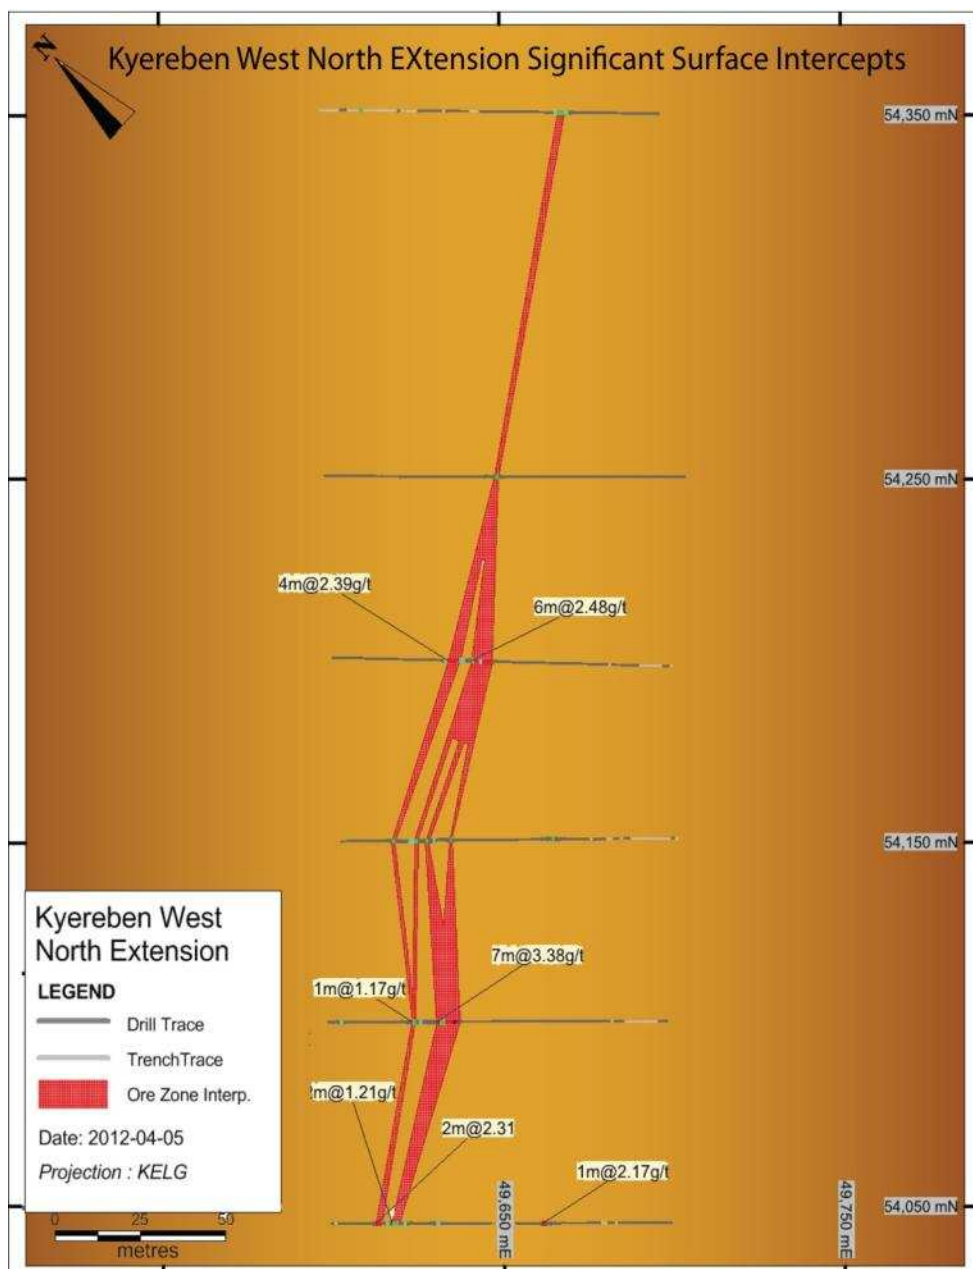 N
Kyereben West North EXtension Significant Surface Intercepts
54,350 mN
54,250 mN
4m@2.39g/t
6m@2.48g/t
54,150 mN
7m@3.38g/t
1m@1.17g/t
2m@1.21g/t
2m@2.31
1m@2.17g/t
49,650 mE
49,750 mE
54,050 mN
Kyereben West
North Extension
LEGEND
Drill Trace
TrenchTrace
Ore Zone Interp.
Date: 2012-04-05
Projection : KELG
0 25 50
metres